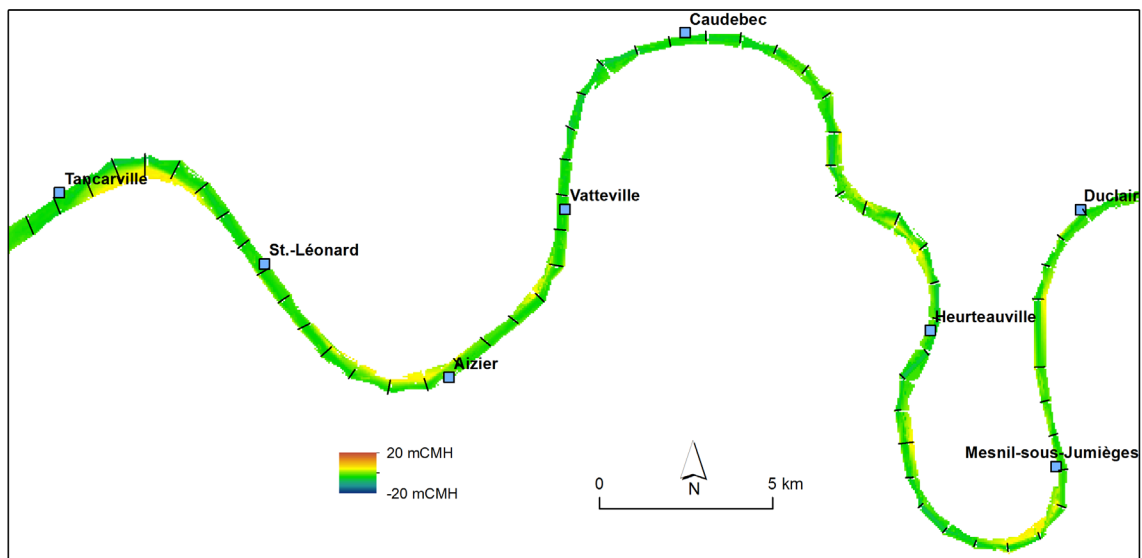 Caudebec
Tancarville
Vatteville
Duclair
St.-Léonard
Heurteauville
Aizier
Mesnil-sous-Jumièges
20 mCMH
-20 mCMH
N
0
5 km